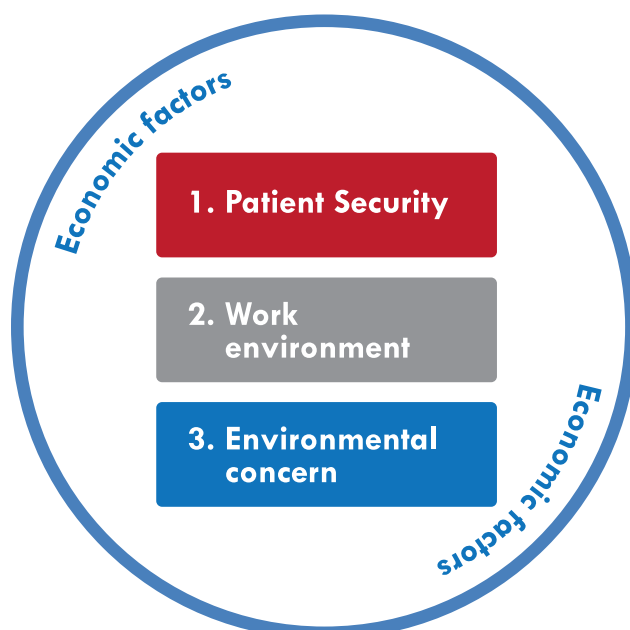 Economic factors
1. Patient Security
2. Work
environment
3. Environmental
concern
Economic factors